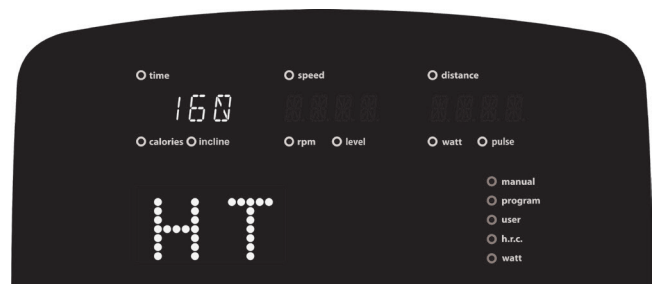 time speed distance
160
calories incline rpm level watt pulse
manual
program
user
h.r.c.
watt
HT